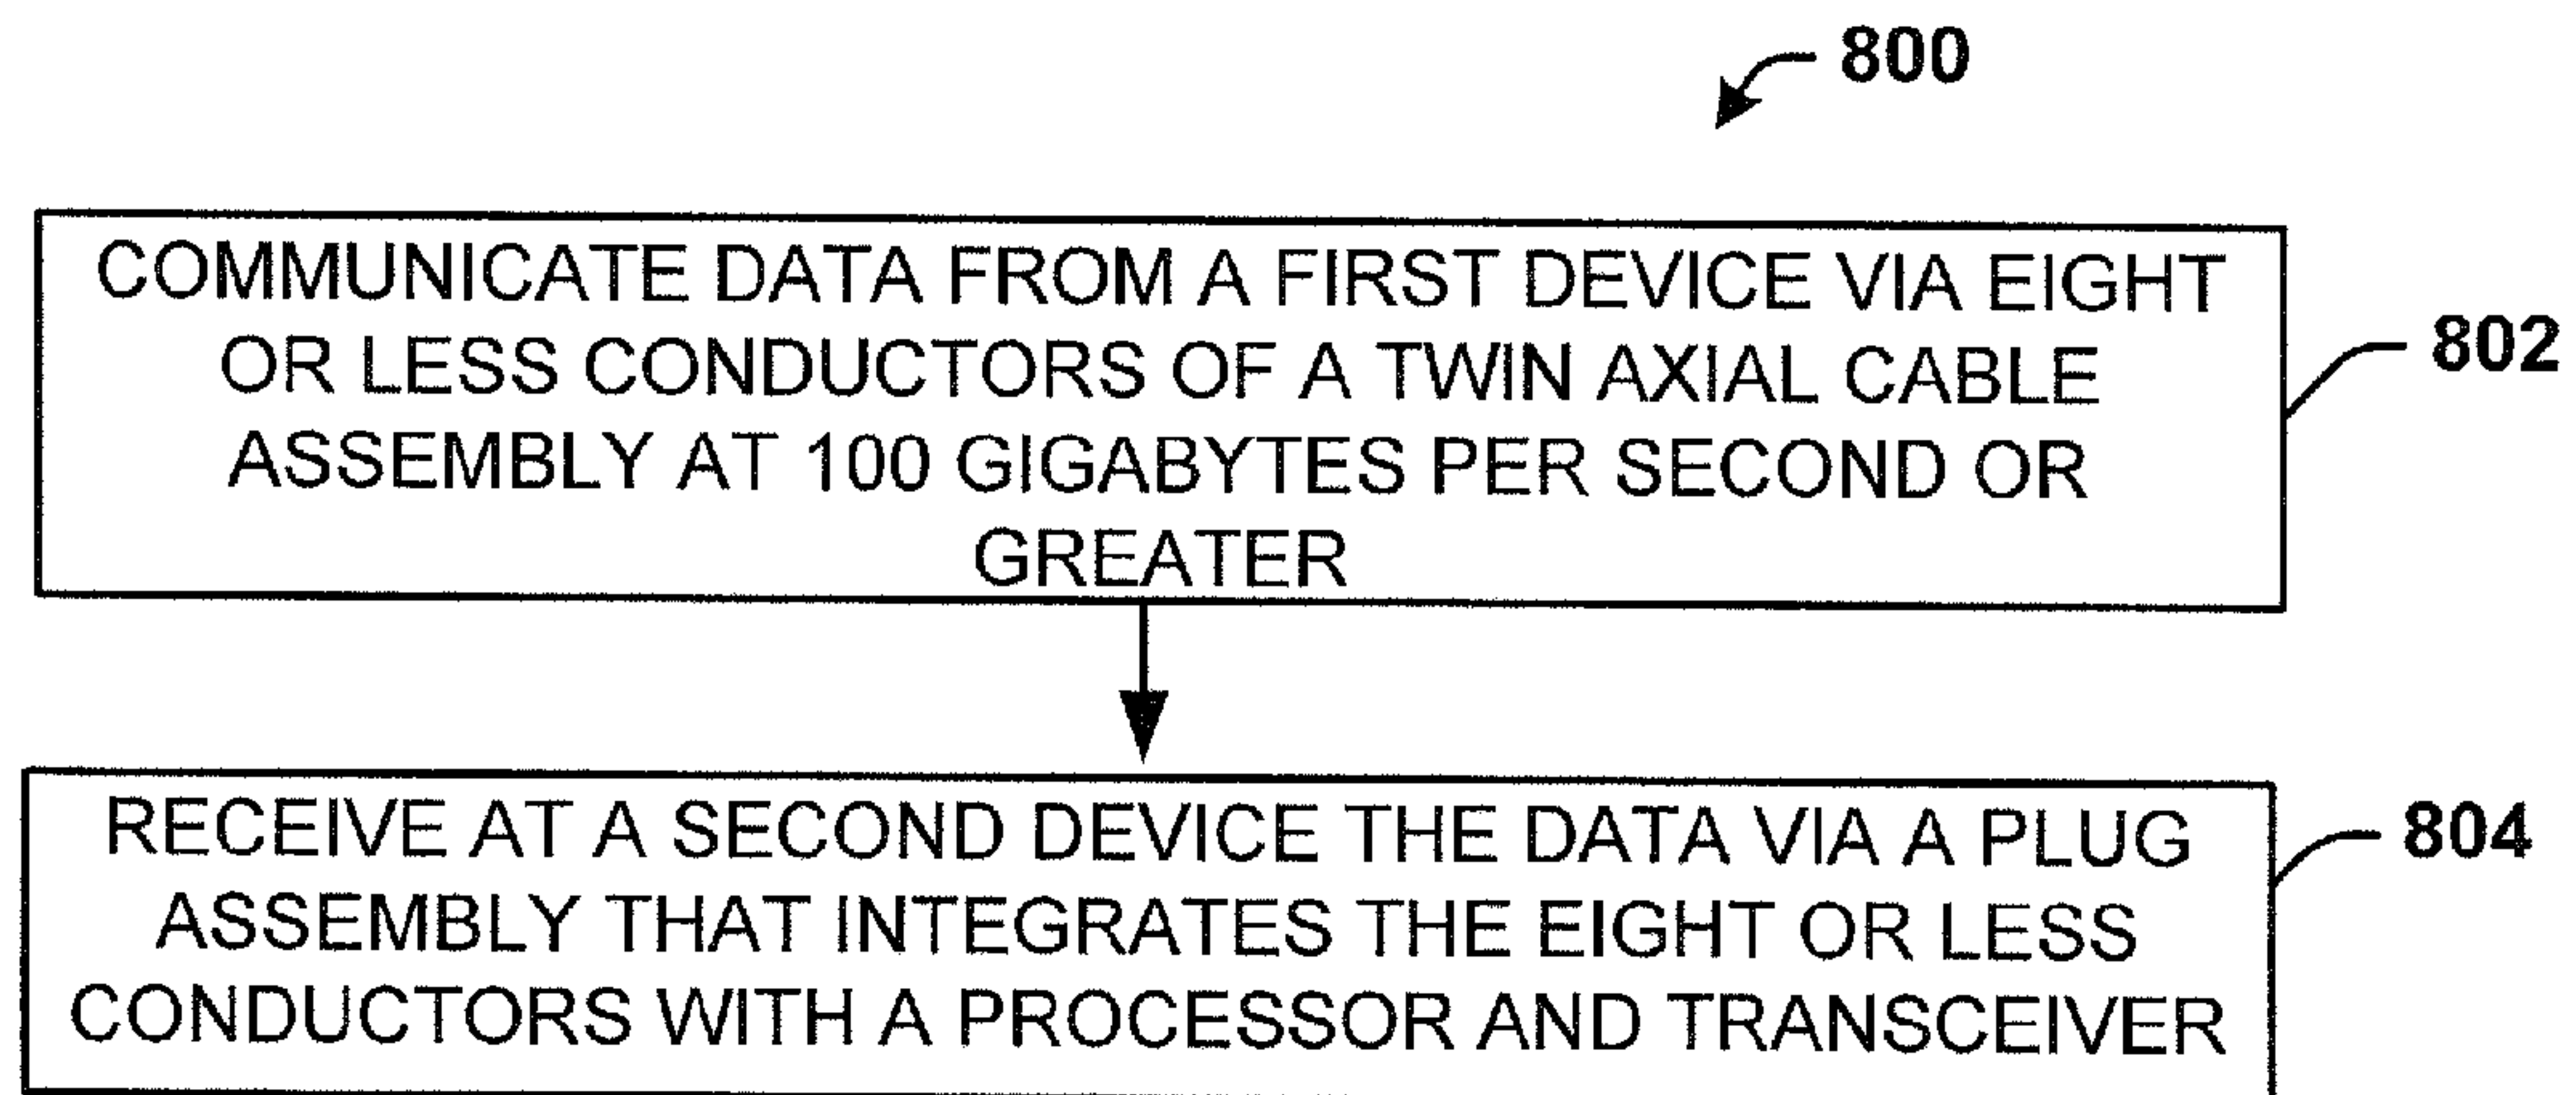 800
COMMUNICATE DATA FROM A FIRST DEVICE VIA EIGHT
OR LESS CONDUCTORS OF A TWIN AXIAL CABLE
ASSEMBLY AT 100 GIGABYTES PER SECOND OR
GREATER
802
RECEIVE AT A SECOND DEVICE THE DATA VIA A PLUG
ASSEMBLY THAT INTEGRATES THE EIGHT OR LESS
CONDUCTORS WITH A PROCESSOR AND TRANSCEIVER
804